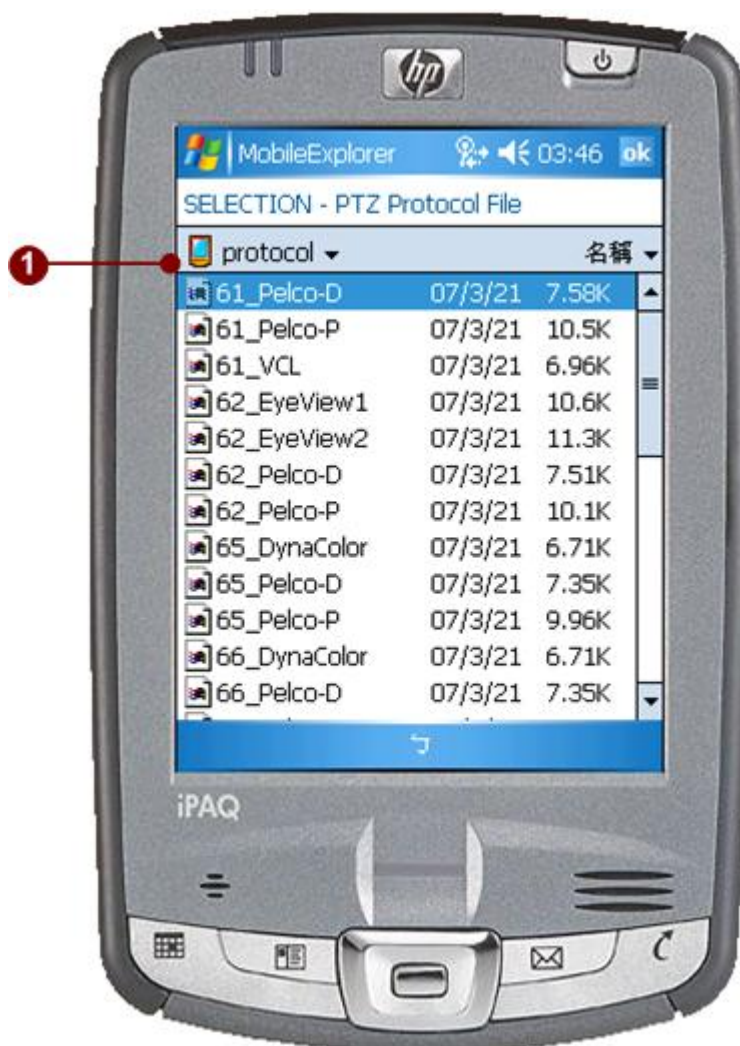 hp
MobileExplorer 03:46 ok
SELECTION - PTZ Protocol File
1 protocol 名稱
61_Pelco-D 07/3/21 7.58K
61_Pelco-P 07/3/21 10.5K
61_VCL 07/3/21 6.96K
62_EyeView1 07/3/21 10.6K
62_EyeView2 07/3/21 11.3K
62_Pelco-D 07/3/21 7.51K
62_Pelco-P 07/3/21 10.1K
65_DynaColor 07/3/21 6.71K
65_Pelco-D 07/3/21 7.35K
65_Pelco-P 07/3/21 9.96K
66_DynaColor 07/3/21 6.71K
66_Pelco-D 07/3/21 7.35K
iPAQ